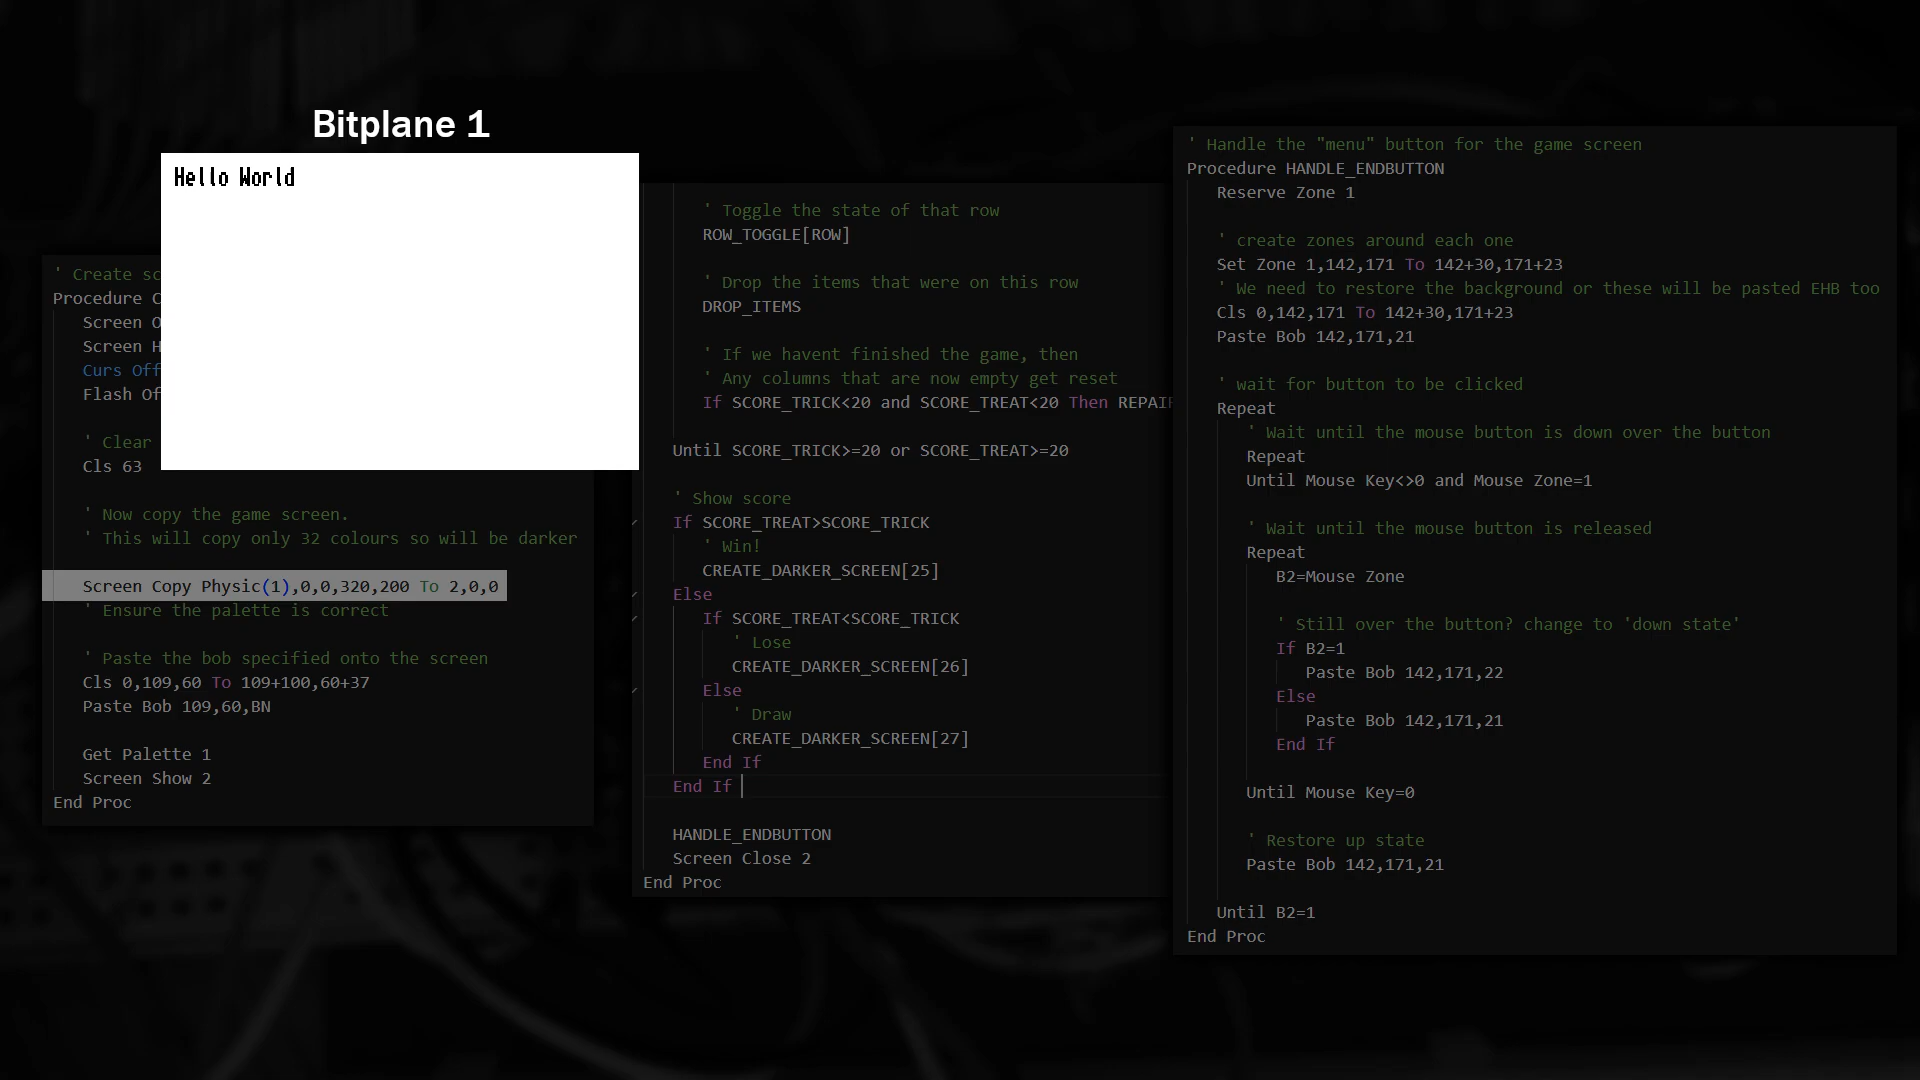 Bitplane 1
Hello World
' Create sc
Procedure C
Screen O
Screen H
Curs Off
Flash Of
' Clear
Cls 63
' Now copy the game screen.
' This will copy only 32 colours so will be darker
Screen Copy Physic(1),0,0,320,200 To 2,0,0
' Ensure the palette is correct
' Paste the bob specified onto the screen
Cls 0,109,60 To 109+100,60+37
Paste Bob 109,60,BN
Get Palette 1
Screen Show 2
End Proc
' Toggle the state of that row
ROW_TOGGLE[ROW]
' Drop the items that were on this row
DROP_ITEMS
' If we havent finished the game, then
' Any columns that are now empty get reset
If SCORE_TRICK<20 and SCORE_TREAT<20 Then REPAIR
Until SCORE_TRICK>=20 or SCORE_TREAT>=20
' Show score
If SCORE_TREAT>SCORE_TRICK
' Win!
CREATE_DARKER_SCREEN[25]
Else
If SCORE_TREAT<SCORE_TRICK
' Lose
CREATE_DARKER_SCREEN[26]
Else
' Draw
CREATE_DARKER_SCREEN[27]
End If
End If
HANDLE_ENDBUTTON
Screen Close 2
End Proc
' Handle the "menu" button for the game screen
Procedure HANDLE_ENDBUTTON
Reserve Zone 1
' create zones around each one
Set Zone 1,142,171 To 142+30,171+23
' We need to restore the background or these will be pasted EHB too
Cls 0,142,171 To 142+30,171+23
Paste Bob 142,171,21
' wait for button to be clicked
Repeat
' Wait until the mouse button is down over the button
Repeat
Until Mouse Key<>0 and Mouse Zone=1
' Wait until the mouse button is released
Repeat
B2=Mouse Zone
' Still over the button? change to 'down state'
If B2=1
Paste Bob 142,171,22
Else
Paste Bob 142,171,21
End If
Until Mouse Key=0
' Restore up state
Paste Bob 142,171,21
Until B2=1
End Proc